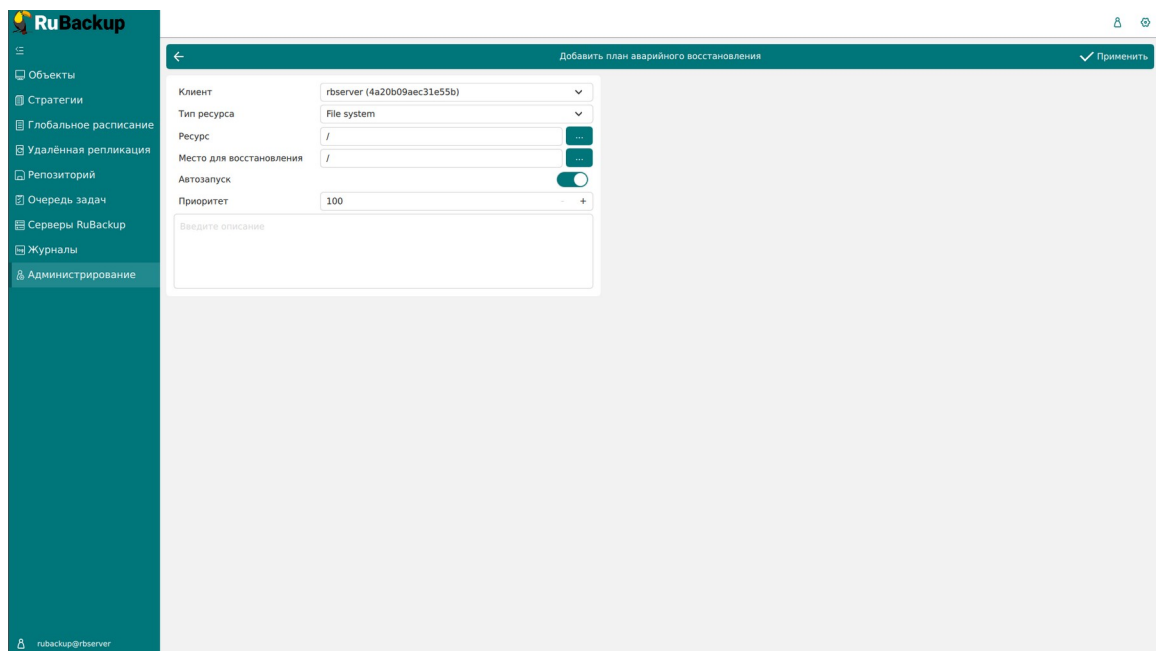 RuBackup
Добавить план аварийного восстановления
Применить
Объекты
Стратегии
Глобальное расписание
Удалённая репликация
Репозиторий
Очередь задач
Серверы RuBackup
Журналы
Администрирование
Клиент
rbserver (4a20b09aec31e55b)
Тип ресурса
File system
Ресурс
/
...
Место для восстановления
/
...
Автозапуск
Приоритет
100
- +
Введите описание
rubackup@rbserver